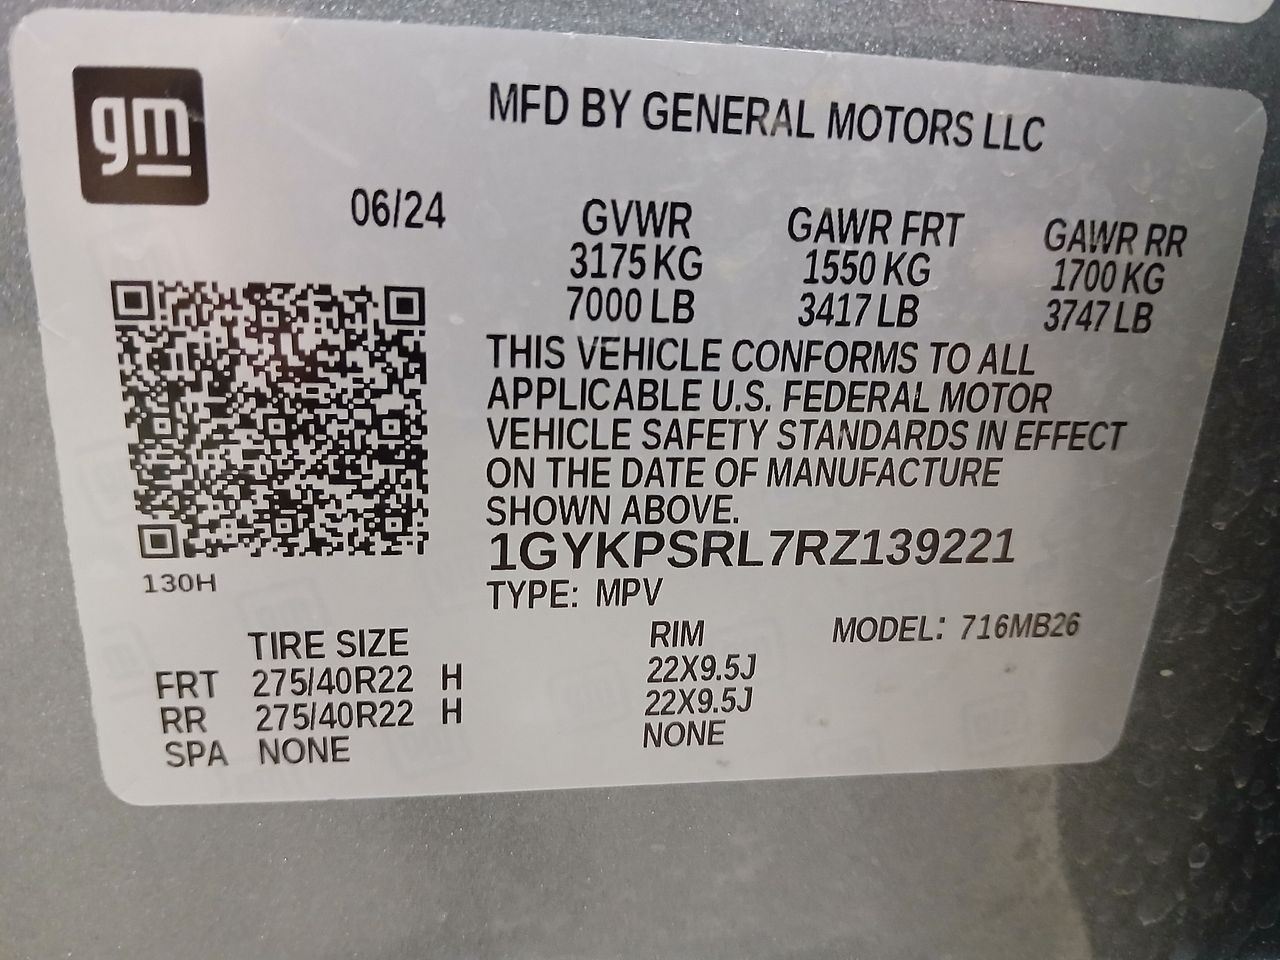 gm
MFD BY GENERAL MOTORS LLC
06/24
GVWR GAWR FRT GAWR RR
3175 KG 1550 KG 1700 KG
7000 LB 3417 LB 3747 LB
THIS VEHICLE CONFORMS TO ALL
APPLICABLE U.S. FEDERAL MOTOR
VEHICLE SAFETY STANDARDS IN EFFECT
ON THE DATE OF MANUFACTURE
SHOWN ABOVE.
1GYKPSRL7RZ139221
130H
TYPE: MPV
TIRE SIZE RIM MODEL: 716MB26
FRT 275/40R22 H 22X9.5J
RR 275/40R22 H 22X9.5J
SPA NONE NONE